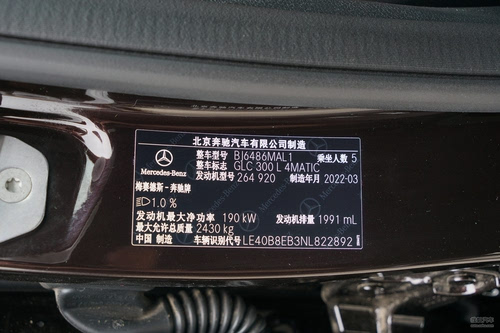 北京奔驰汽车有限公司制造
整车型号 BJ6486MAL1 乘坐人数 5
整车标志 GLC 300 L 4MATIC
发动机型号 264 920 制造年月 2022-03
Mercedes-Benz
梅赛德斯-奔驰牌
1.0 %
发动机最大净功率 190 kW 发动机排量 1991 mL
最大允许总质量 2430 kg
中国 制造 车辆识别代号 LE40B8EB3NL822892